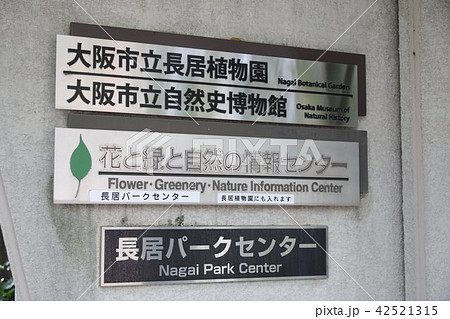 大阪市立長居植物園
Nagai Botanical Garden
大阪市立自然史博物館
Osaka Museum of
Natural History
花と緑と自然の情報センター
Flower・Greenery・Nature Information Center
長居パークセンター
長居植物園にも入れます
長居パークセンター
Nagai Park Center
PIXTA
pixta.jp - 42521315